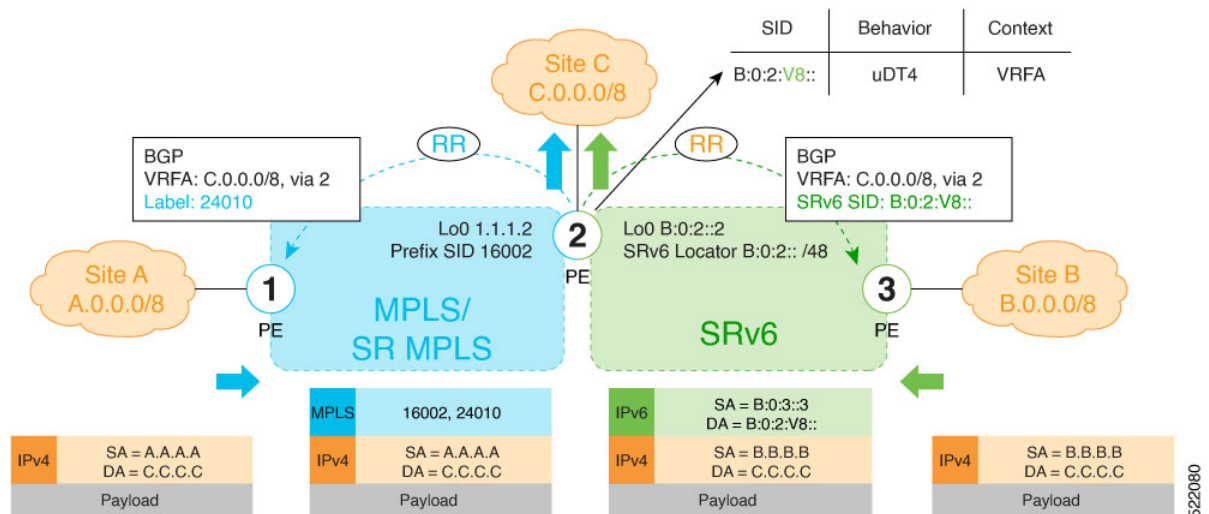 SID Behavior Context
B:0:2:V8:: uDT4 VRFA
Site C
C.0.0.0/8
RR
RR
BGP
VRFA: C.0.0.0/8, via 2
Label: 24010
BGP
VRFA: C.0.0.0/8, via 2
SRv6 SID: B:0:2:V8::
Lo0 1.1.1.2
Prefix SID 16002
2
PE
Lo0 B:0:2::2
SRv6 Locator B:0:2:: /48
Site A
A.0.0.0/8
1
PE
MPLS/
SR MPLS
SRv6
3
PE
Site B
B.0.0.0/8
MPLS
16002, 24010
IPv6
SA = B:0:3::3
DA = B:0:2:V8::
IPv4
SA = A.A.A.A
DA = C.C.C.C
Payload
IPv4
SA = A.A.A.A
DA = C.C.C.C
Payload
IPv4
SA = B.B.B.B
DA = C.C.C.C
Payload
IPv4
SA = B.B.B.B
DA = C.C.C.C
Payload
522080